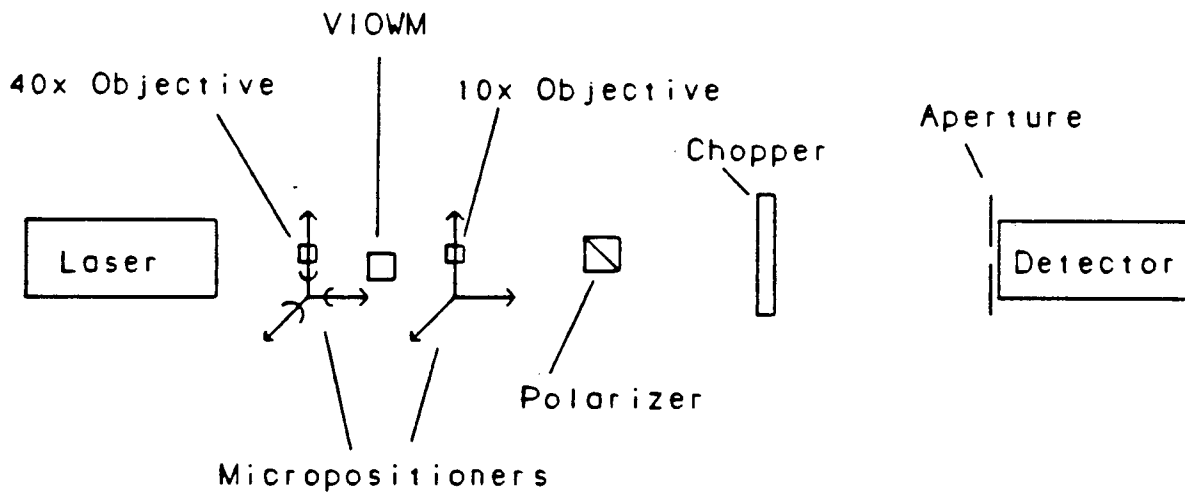 VIOWM
40x Objective
10x Objective
Aperture
Chopper
Laser
Detector
Polarizer
Micropositioners